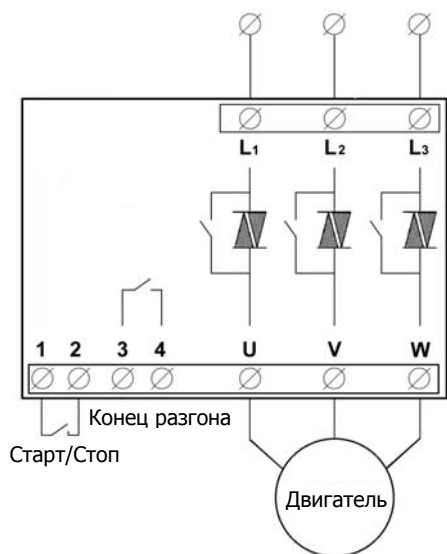 L1 L2 L3
1 2 3 4 U V W
Конец разгона
Старт/Стоп
Двигатель